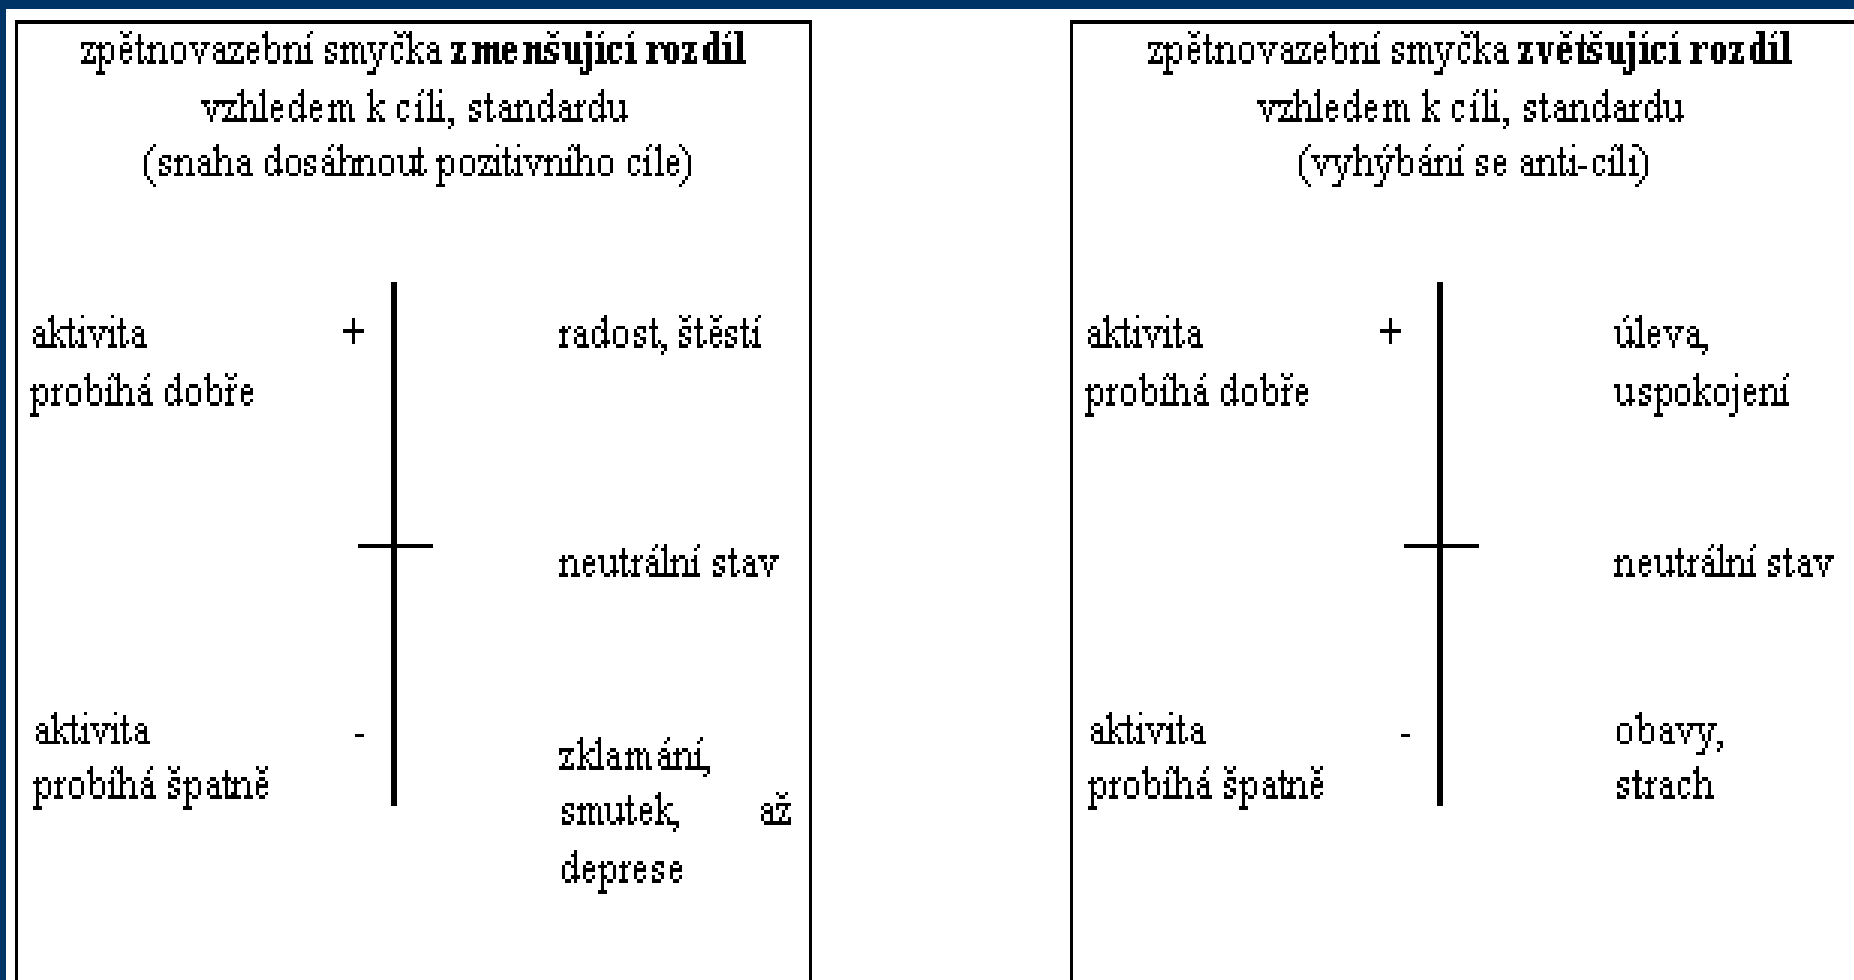 zpětnovazební smyčka zmenšující rozdíl
vzhledem k cíli, standardu
(snaha dosáhnout pozitivního cíle)
aktivita + radost, štěstí
probíhá dobře
neutrální stav
aktivita -
probíhá špatně
zklamání,
smutek, až
deprese
zpětnovazební smyčka zvětšující rozdíl
vzhledem k cíli, standardu
(vyhýbání se anti-cíli)
aktivita + úleva,
probíhá dobře uspokojení
neutrální stav
aktivita - obavy,
probíhá špatně strach